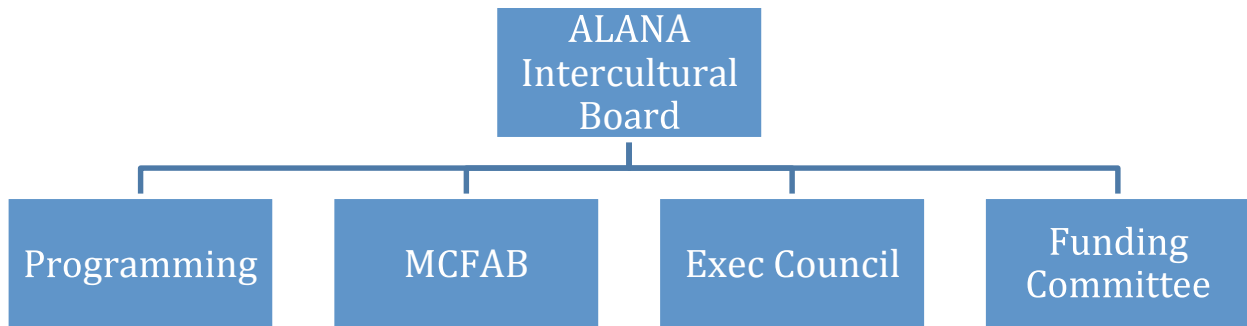 ALANA
Intercultural
Board
Programming
MCFAB
Exec Council
Funding
Committee